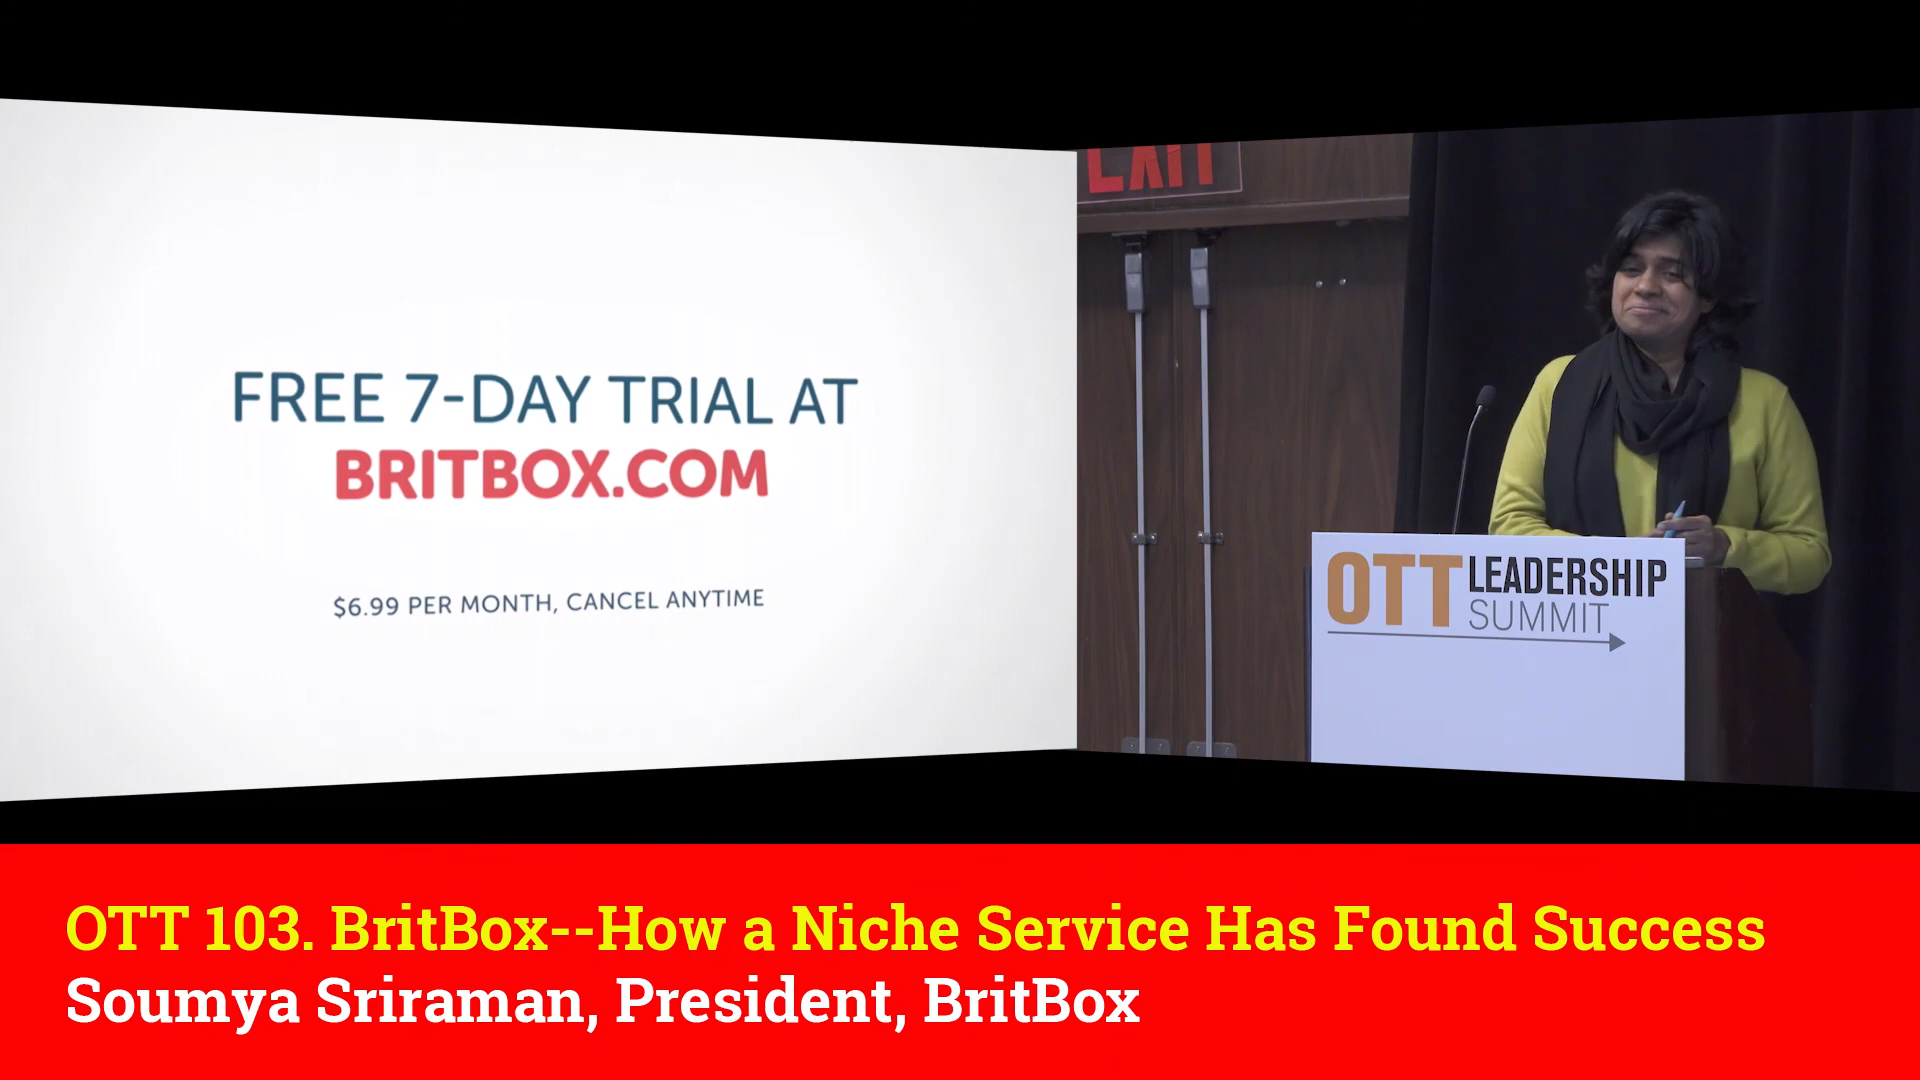 FREE 7-DAY TRIAL AT
BRITBOX.COM
$6.99 PER MONTH, CANCEL ANYTIME
EXIT
OTT LEADERSHIP
SUMMIT
OTT 103. BritBox--How a Niche Service Has Found Success
Soumya Sriraman, President, BritBox